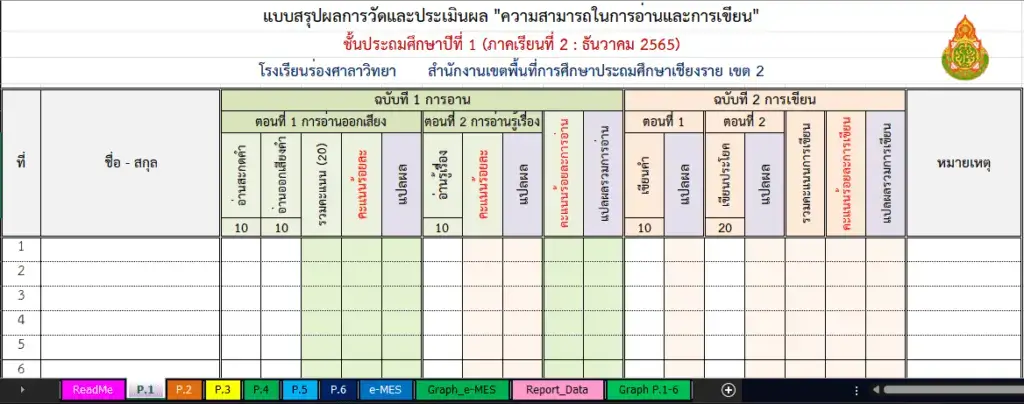 แบบสรุปผลการวัดและประเมินผล "ความสามารถในการอ่านและการเขียน"
ชั้นประถมศึกษาปีที่ 1 (ภาคเรียนที่ 2 : ธันวาคม 2565)
โรงเรียนร่องศาลาวิทยา สำนักงานเขตพื้นที่การศึกษาประถมศึกษาเชียงราย เขต 2
ที่ ชื่อ - สกุล ฉบับที่ 1 การอ่าน ฉบับที่ 2 การเขียน หมายเหตุ
ตอนที่ 1 การอ่านออกเสียง ตอนที่ 2 การอ่านรู้เรื่อง คะแนนร้อยละการอ่าน แปลผลรวมการอ่าน ตอนที่ 1 ตอนที่ 2 รวมคะแนนการเขียน คะแนนร้อยละการเขียน แปลผลรวมการเขียน
อ่านสะกดคำ อ่านออกเสียงคำ รวมคะแนน (20) คะแนนร้อยละ แปลผล อ่านรู้เรื่อง คะแนนร้อยละ แปลผล เขียนคำ แปลผล เขียนประโยค แปลผล
10 10 10 10 20
1
2
3
4
5
6
ReadMe P.1 P.2 P.3 P.4 P.5 P.6 e-MES Graph_e-MES Report_Data Graph P.1-6